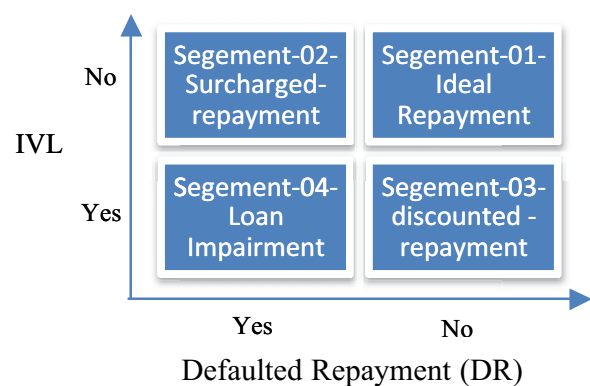 Segement-02-
Surcharged-
repayment
Segement-01-
Ideal
Repayment
No
IVL
Segement-04-
Loan
Impairment
Segement-03-
discounted -
repayment
Yes
Yes
No
Defaulted Repayment (DR)